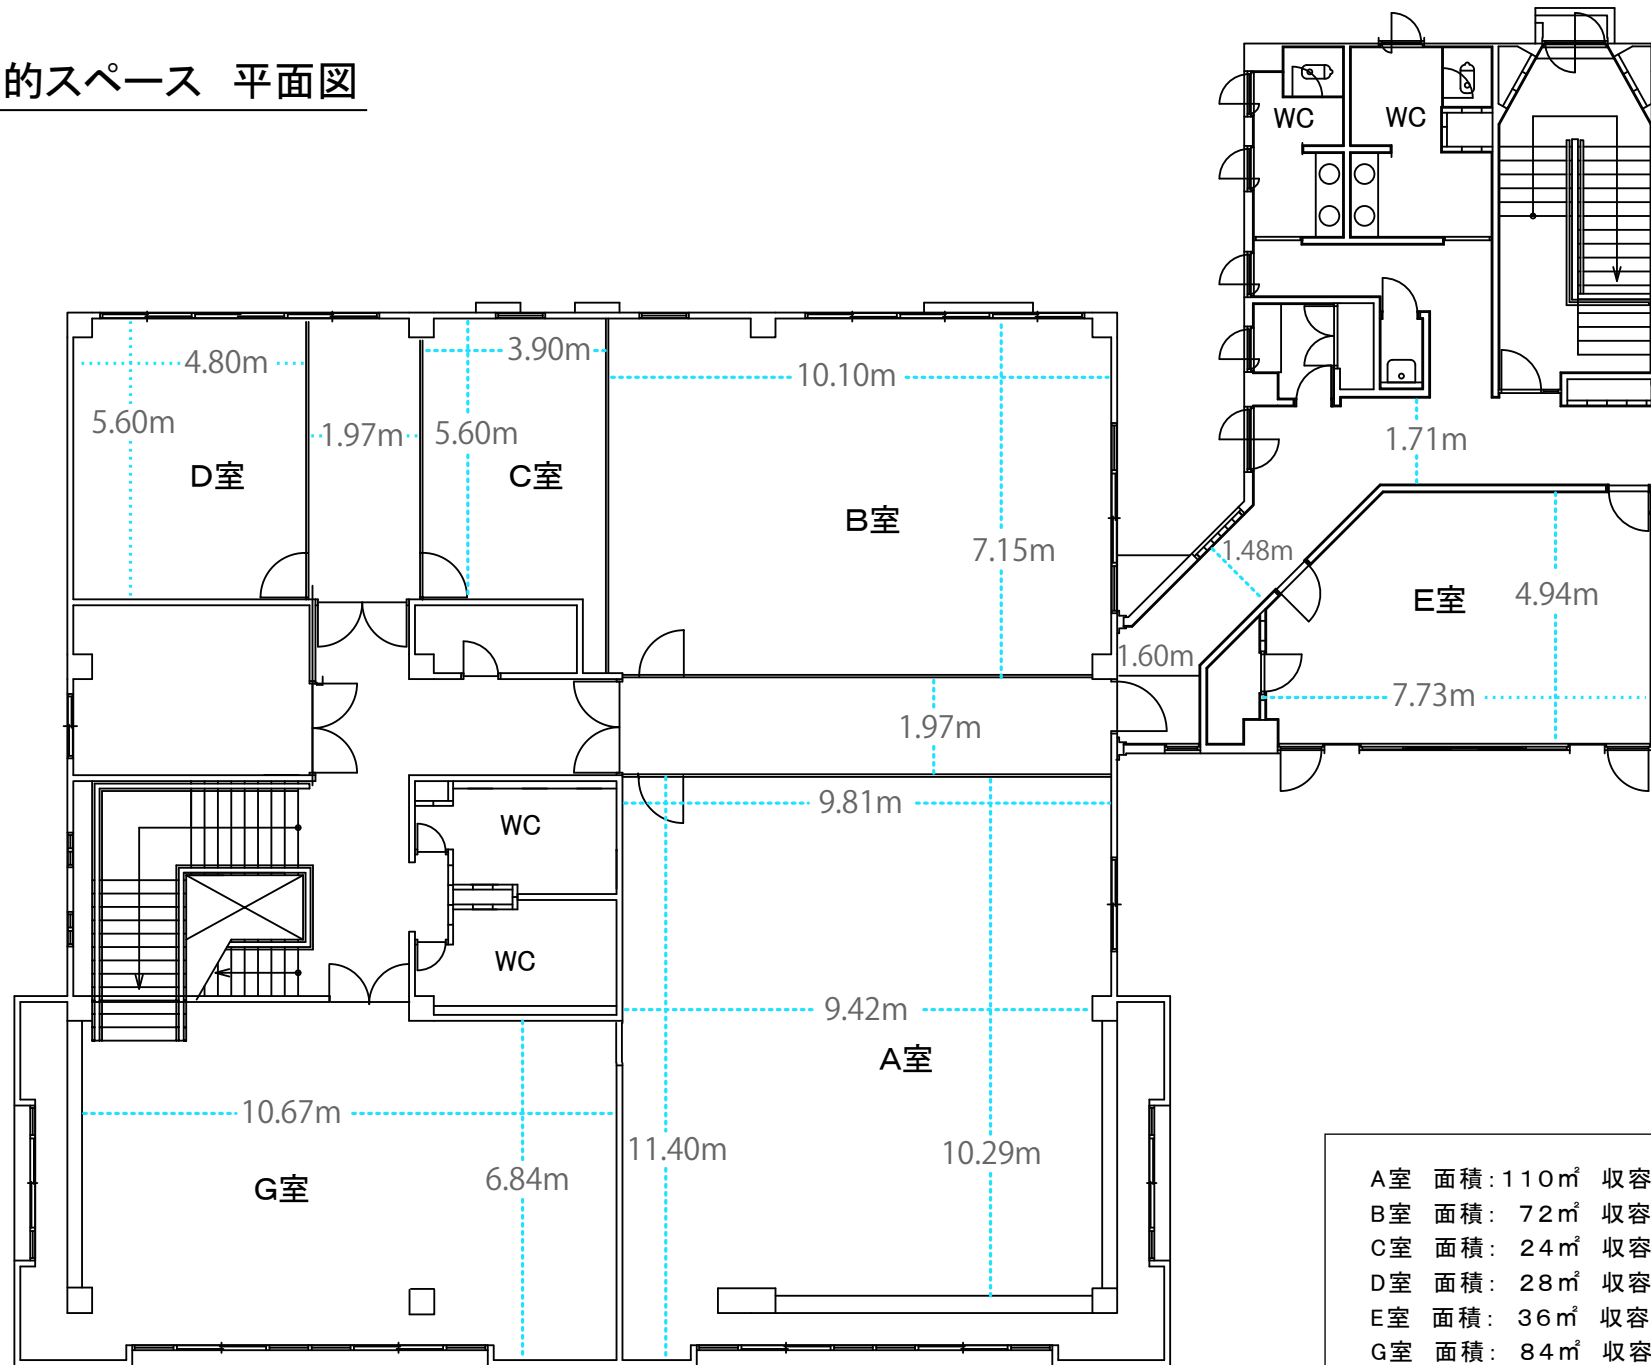 的スペース 平面図
WC
WC
4.80m
3.90m
10.10m
5.60m
1.97m
5.60m
1.71m
D室
C室
B室
7.15m
1.48m
E室
4.94m
1.60m
7.73m
1.97m
9.81m
WC
WC
9.42m
A室
10.67m
11.40m
10.29m
6.84m
G室
A室 面積:110㎡ 収容
B室 面積: 72㎡ 収容
C室 面積: 24㎡ 収容
D室 面積: 28㎡ 収容
E室 面積: 36㎡ 収容
G室 面積: 84㎡ 収容